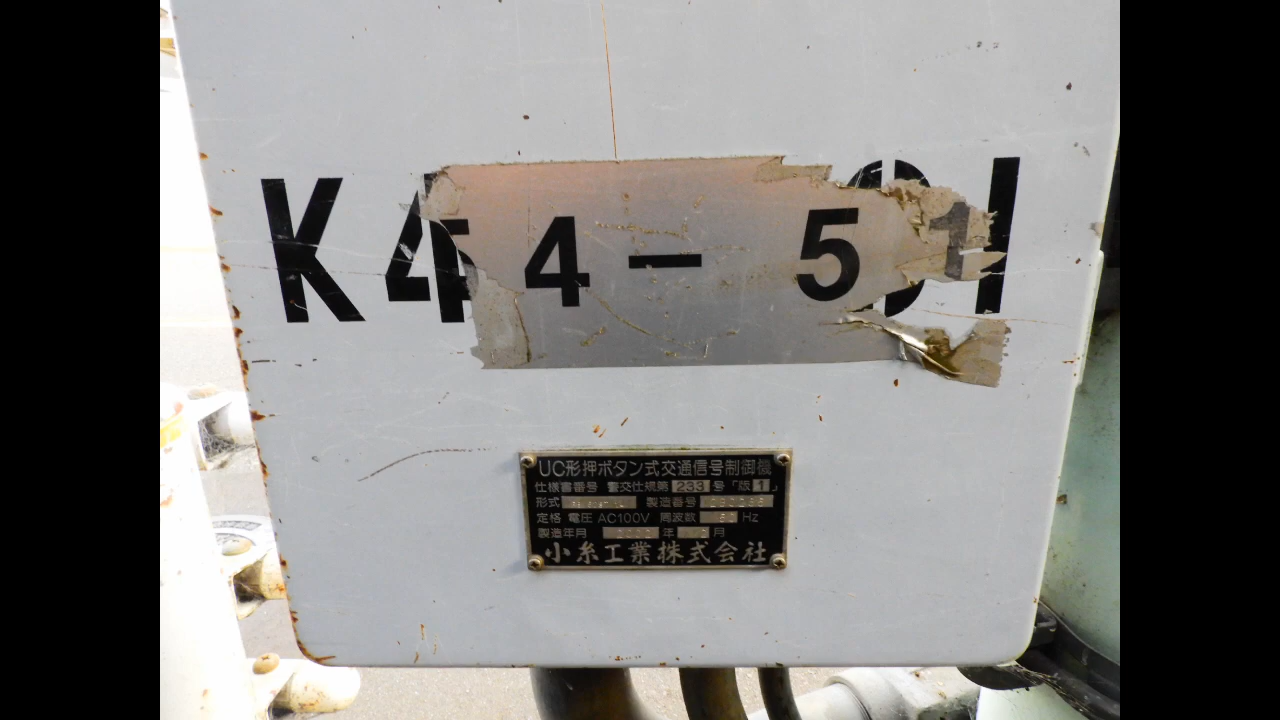 K44 4 — 51
UC形押ボタン式交通信号制御機
仕様書番号 警交仕規第 233 号「版1」
形式 製造番号
定格 電圧 AC100V 周波数 Hz
製造年月 年 月
小糸工業株式会社